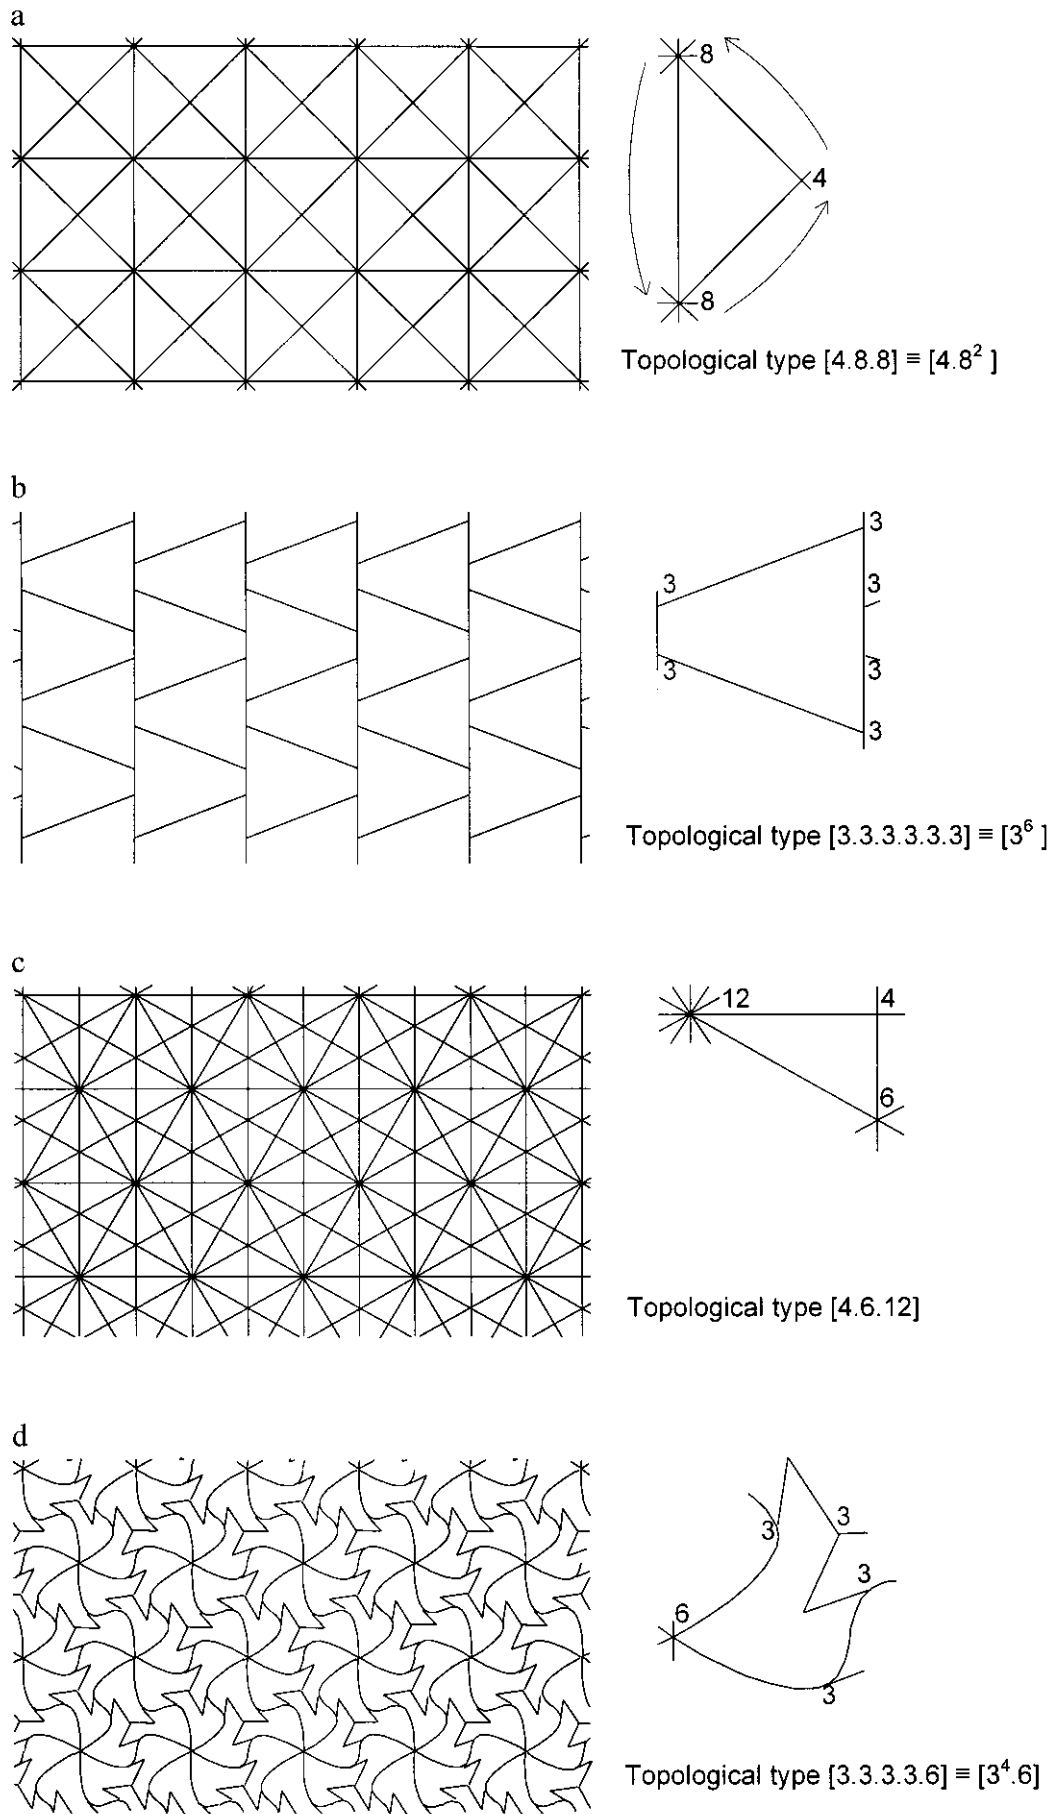 a
8
4
8
Topological type [4.8.8] ≡ [4.8² ]
b
3
3
3
3
3
3
Topological type [3.3.3.3.3.3] ≡ [3⁶ ]
c
12
4
6
Topological type [4.6.12]
d
3
3
3
6
3
Topological type [3.3.3.3.6] ≡ [3⁴.6]